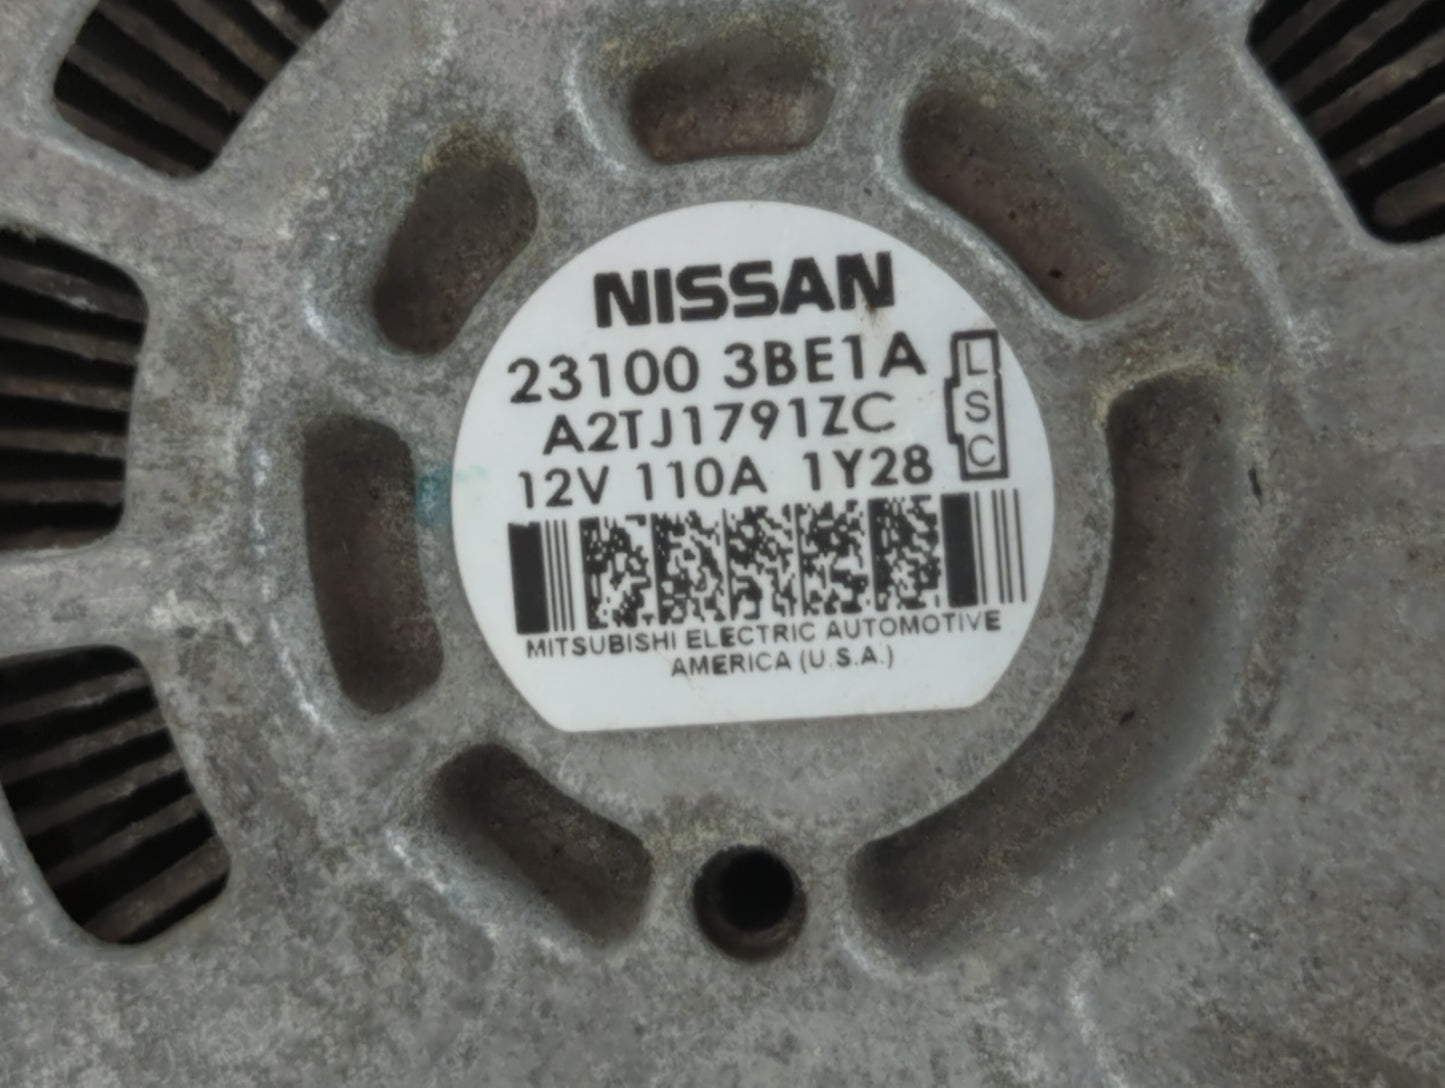 NISSAN
23100 3BE1A
A2TJ1791ZC
12V 110A 1Y28
L
S
C
MITSUBISHI ELECTRIC AUTOMOTIVE
AMERICA (U.S.A.)